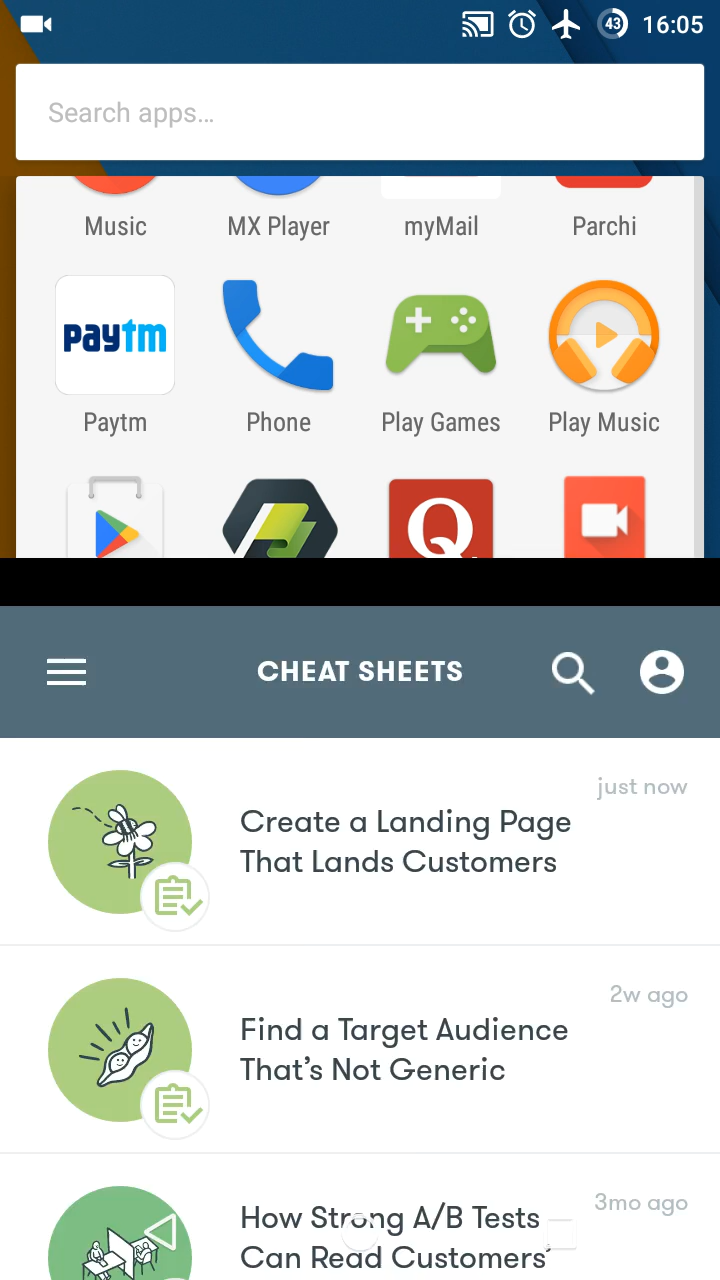 43 16:05
Search apps...
Music MX Player myMail Parchi
paytm
Paytm Phone Play Games Play Music
Q
CHEAT SHEETS
just now
Create a Landing Page
That Lands Customers
2w ago
Find a Target Audience
That's Not Generic
3mo ago
How Strong A/B Tests
Can Read Customers'